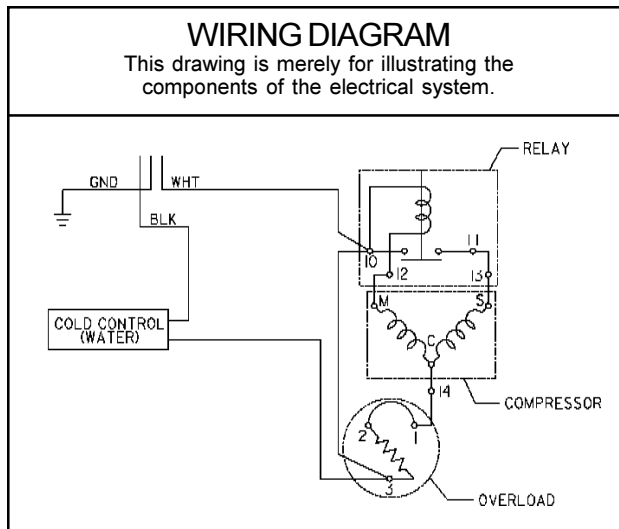 WIRING DIAGRAM
This drawing is merely for illustrating the
components of the electrical system.
RELAY
GND
WHT
BLK
10
11
12
13
M
S
C
COLD CONTROL
(WATER)
14
COMPRESSOR
2
1
3
OVERLOAD